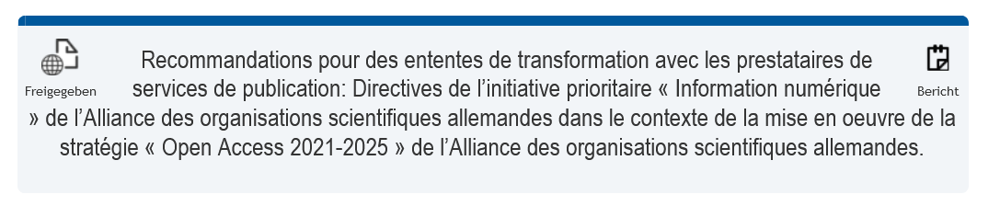 Recommandations pour des ententes de transformation avec les prestataires de
services de publication: Directives de l’initiative prioritaire « Information numérique
» de l’Alliance des organisations scientifiques allemandes dans le contexte de la mise en oeuvre de la
stratégie « Open Access 2021-2025 » de l’Alliance des organisations scientifiques allemandes.
Freigegeben
Bericht